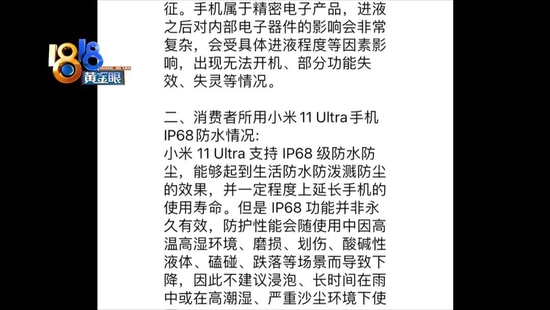 1818
黄金眼
征。手机属于精密电子产品，进液
之后对内部电子器件的影响会非常
复杂，会受具体进液程度等因素影
响，出现无法开机、部分功能失
效、失灵等情况。
二、消费者所用小米 11 Ultra 手机
IP68 防水情况:
小米 11 Ultra 支持 IP68 级防水防
尘，能够起到生活防水防泼溅防尘
的效果，并一定程度上延长手机的
使用寿命。但是 IP68 功能并非永
久有效，防护性能会随使用中因高
温高湿环境、磨损、划伤、酸碱性
液体、磕碰、跌落等场景而导致下
降，因此不建议浸泡、长时间在雨
中或在高潮湿、严重沙尘环境下使